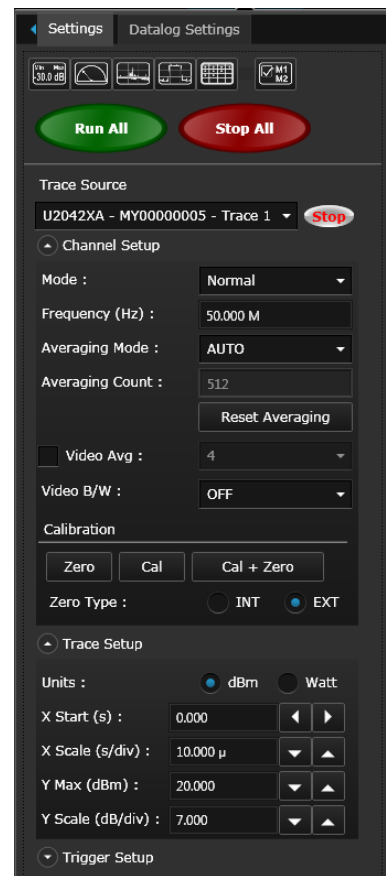 Settings Datalog Settings
Vin Max
-30.0 dB
M1
M2
Run All Stop All
Trace Source
U2042XA - MY00000005 - Trace 1 Stop
Channel Setup
Mode : Normal
Frequency (Hz) : 50.000 M
Averaging Mode : AUTO
Averaging Count : 512
Reset Averaging
Video Avg : 4
Video B/W : OFF
Calibration
Zero Cal Cal + Zero
Zero Type : INT EXT
Trace Setup
Units : dBm Watt
X Start (s) : 0.000
X Scale (s/div) : 10.000 µ
Y Max (dBm) : 20.000
Y Scale (dB/div) : 7.000
Trigger Setup